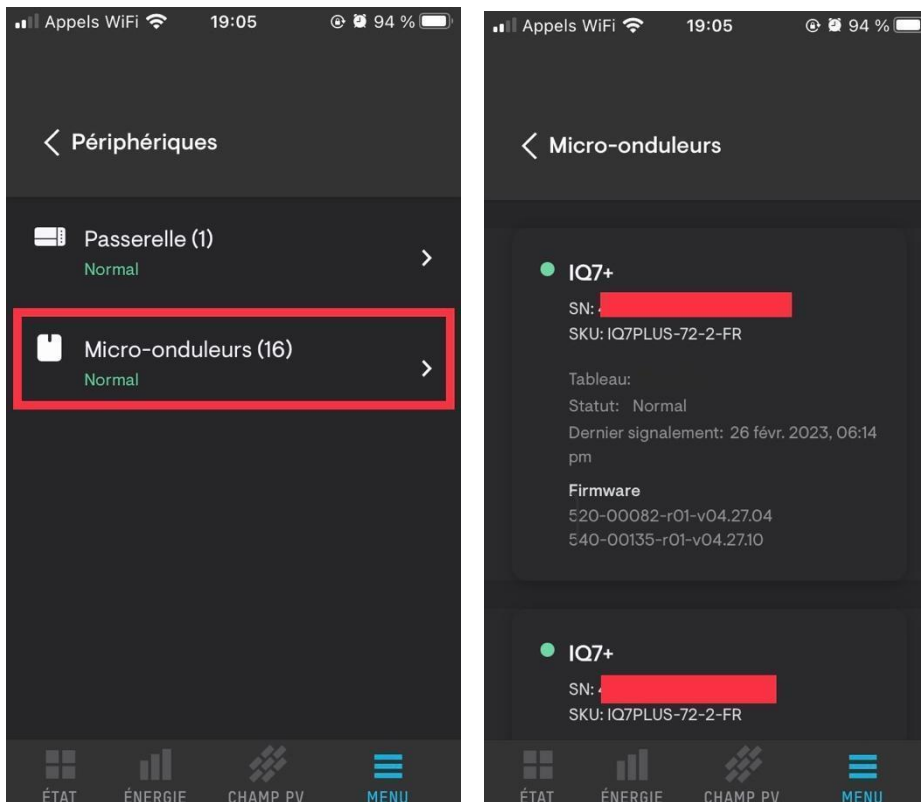 Appels WiFi 19:05 94 %
Périphériques
Passerelle (1)
Normal
Micro-onduleurs (16)
Normal
ÉTAT ÉNERGIE CHAMP PV MENU
Appels WiFi 19:05 94 %
Micro-onduleurs
IQ7+
SN:
SKU: IQ7PLUS-72-2-FR
Tableau:
Statut: Normal
Dernier signalement: 26 févr. 2023, 06:14
pm
Firmware
520-00082-r01-v04.27.04
540-00135-r01-v04.27.10
IQ7+
SN:
SKU: IQ7PLUS-72-2-FR
ÉTAT ÉNERGIE CHAMP PV MENU